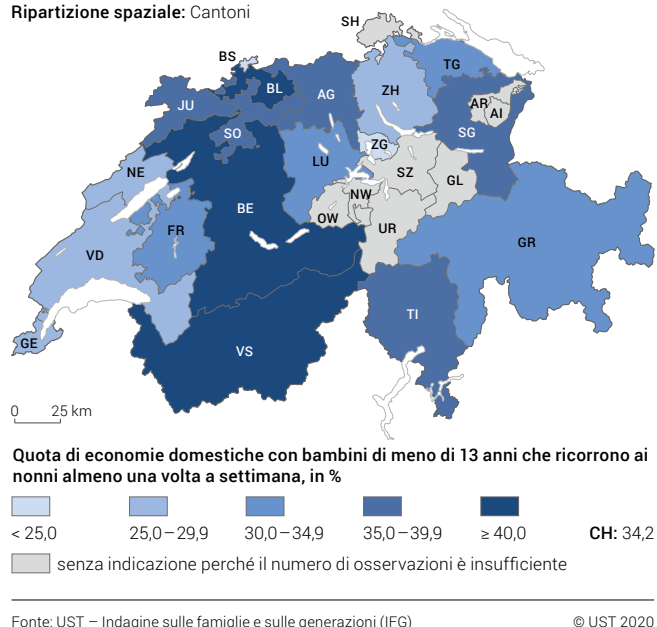 Ripartizione spaziale: Cantoni
SH
BS
TG
BL
ZH
JU
AG
AR
AI
SO
SG
ZG
LU
NE
SZ
GL
NW
BE
OW
FR
UR
GR
VD
TI
GE
VS
0 25 km
Quota di economie domestiche con bambini di meno di 13 anni che ricorrono ai
nonni almeno una volta a settimana, in %
< 25,0 25,0–29,9 30,0–34,9 35,0–39,9 ≥ 40,0 CH: 34,2
senza indicazione perché il numero di osservazioni è insufficiente
Fonte: UST – Indagine sulle famiglie e sulle generazioni (IFG) © UST 2020